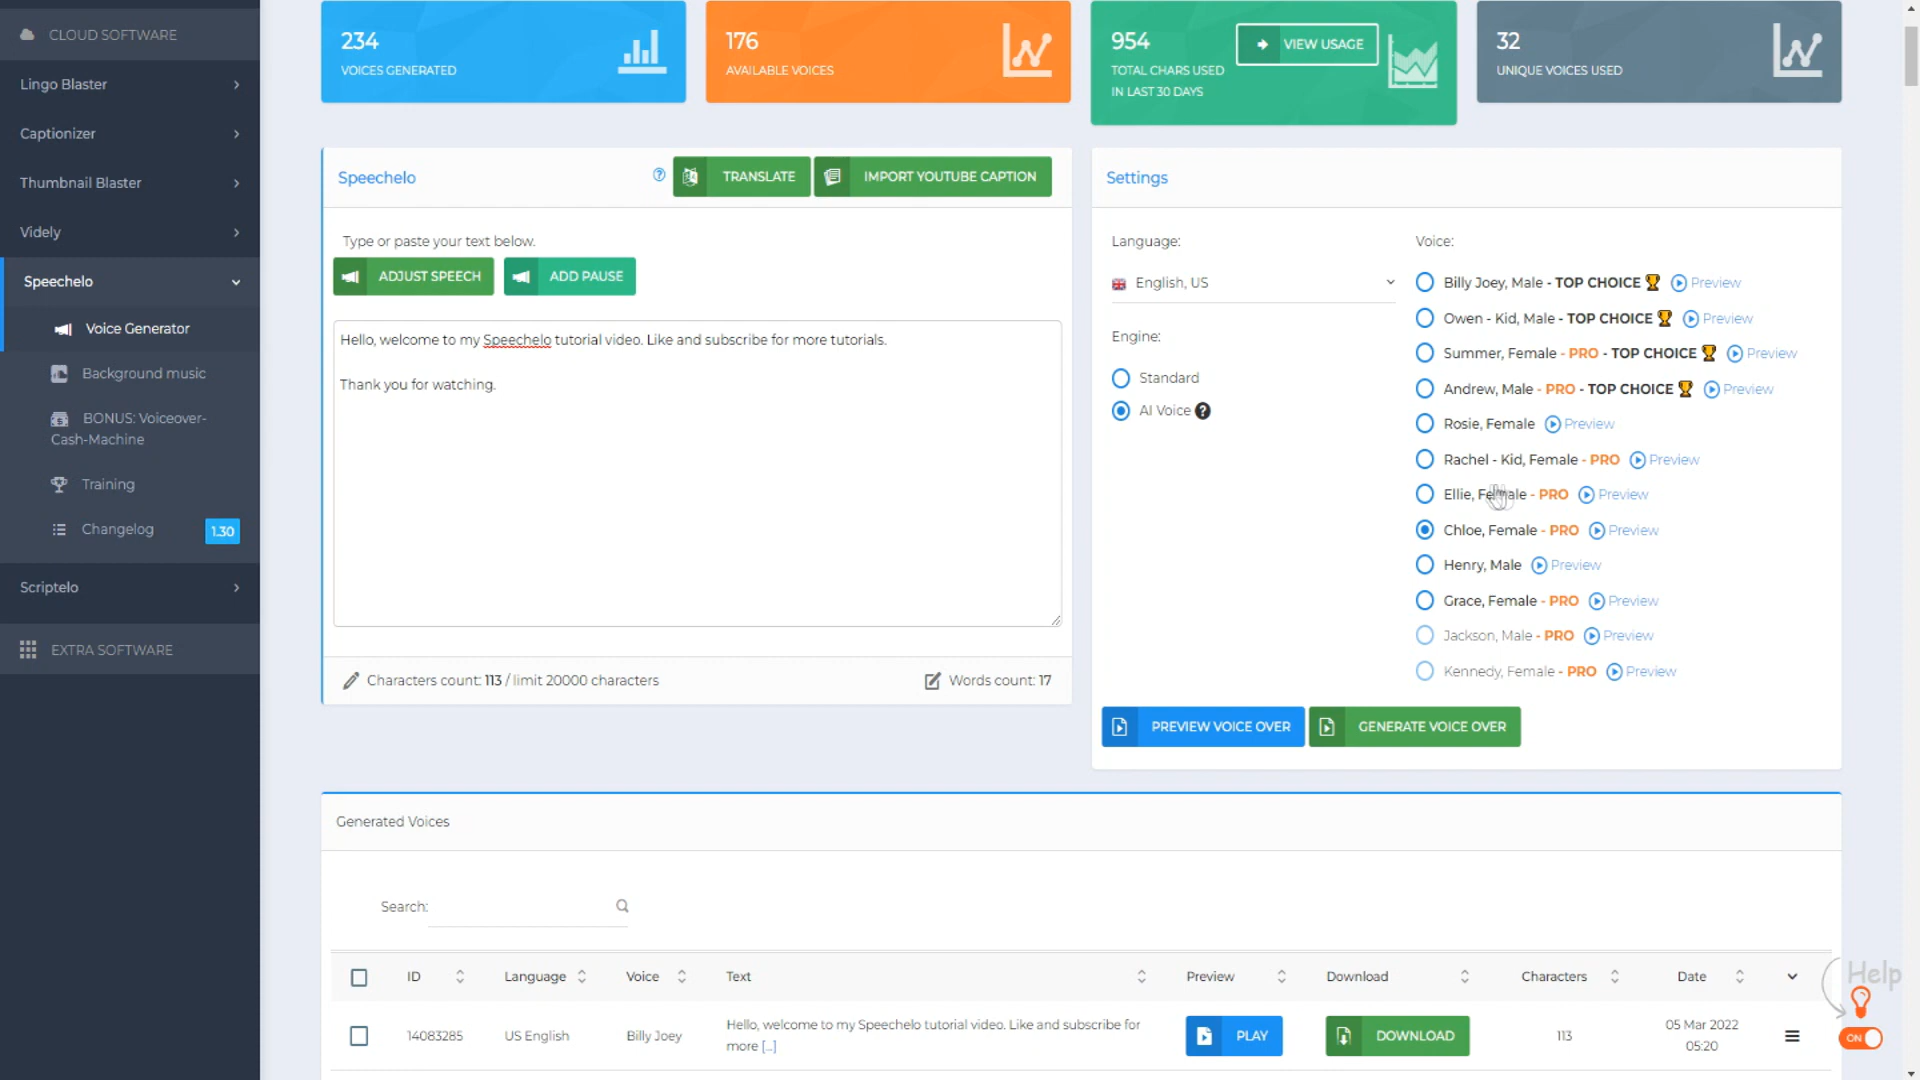 CLOUD SOFTWARE
Lingo Blaster
Captionizer
Thumbnail Blaster
Videly
Speechelo
Voice Generator
Background music
BONUS: Voiceover-
Cash-Machine
Training
Changelog 1.30
Scriptelo
EXTRA SOFTWARE
234
VOICES GENERATED
176
AVAILABLE VOICES
954
TOTAL CHARS USED
IN LAST 30 DAYS
VIEW USAGE
32
UNIQUE VOICES USED
Speechelo
TRANSLATE
IMPORT YOUTUBE CAPTION
Type or paste your text below.
ADJUST SPEECH
ADD PAUSE
Hello, welcome to my Speechelo tutorial video. Like and subscribe for more tutorials.
Thank you for watching.
Characters count: 113 / limit 20000 characters
Words count: 17
Settings
Language:
English, US
Engine:
Standard
AI Voice ?
Voice:
Billy Joey, Male - TOP CHOICE Preview
Owen - Kid, Male - TOP CHOICE Preview
Summer, Female - PRO - TOP CHOICE Preview
Andrew, Male - PRO - TOP CHOICE Preview
Rosie, Female Preview
Rachel - Kid, Female - PRO Preview
Ellie, Female - PRO Preview
Chloe, Female - PRO Preview
Henry, Male Preview
Grace, Female - PRO Preview
Jackson, Male - PRO Preview
Kennedy, Female - PRO Preview
PREVIEW VOICE OVER
GENERATE VOICE OVER
Generated Voices
Search:
ID Language Voice Text Preview Download Characters Date
14083285 US English Billy Joey Hello, welcome to my Speechelo tutorial video. Like and subscribe for
more [...]
PLAY
DOWNLOAD
113
05 Mar 2022
05:20
Help
ON